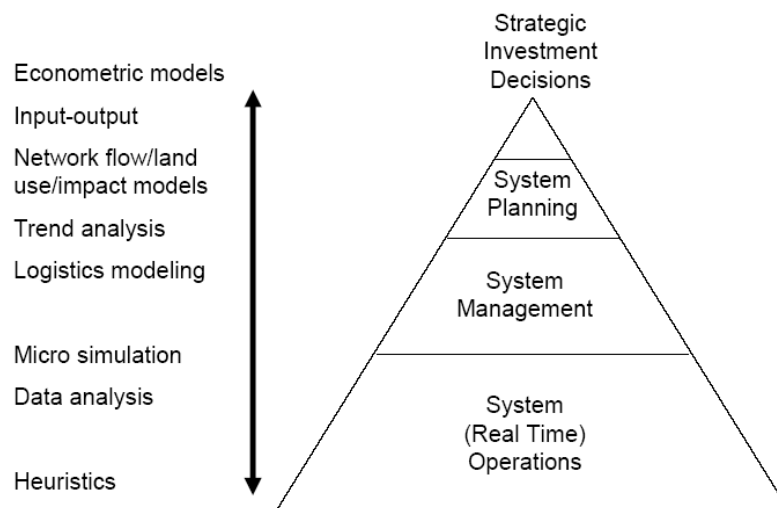 Strategic
Investment
Decisions
Econometric models
Input-output
Network flow/land
use/impact models
Trend analysis
Logistics modeling
Micro simulation
Data analysis
Heuristics
System
Planning
System
Management
System
(Real Time)
Operations